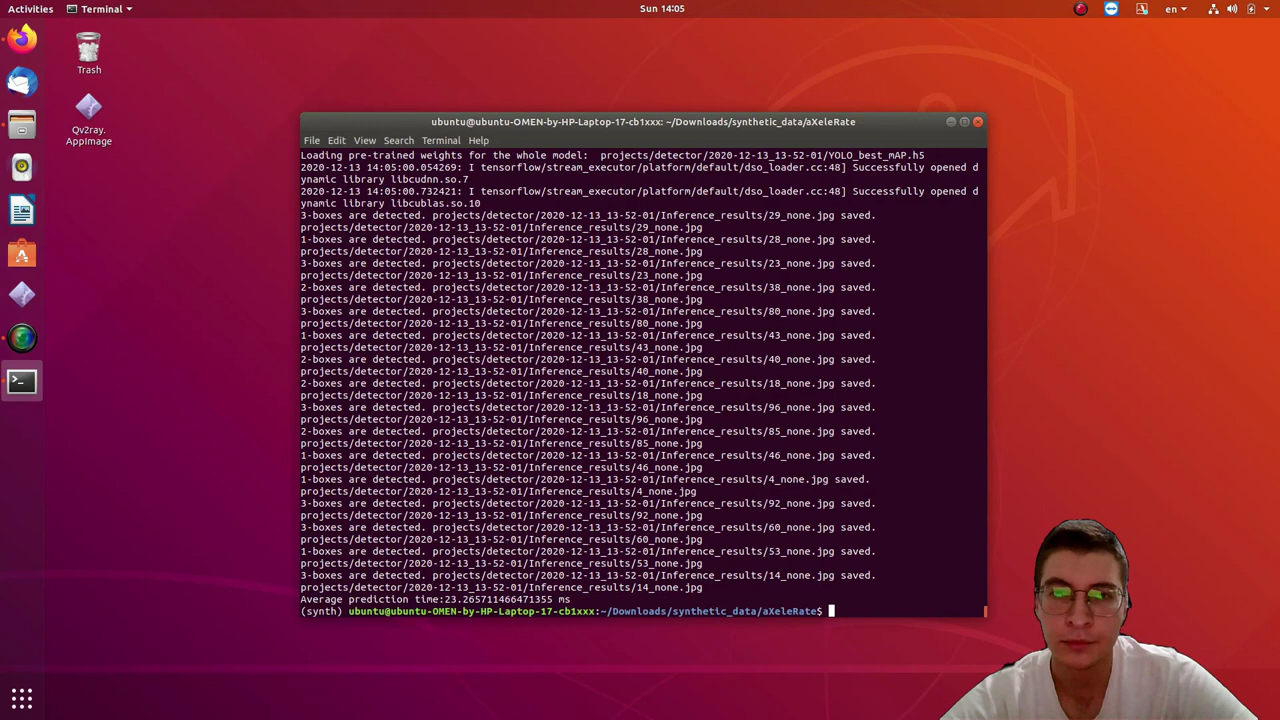 Activities
Terminal
Sun 14:05
en
Trash
Qv2ray.
AppImage
ubuntu@ubuntu-OMEN-by-HP-Laptop-17-cb1xxx: ~/Downloads/synthetic_data/aXeleRate
File Edit View Search Terminal Help
Loading pre-trained weights for the whole model:  projects/detector/2020-12-13_13-52-01/YOLO_best_mAP.h5
2020-12-13 14:05:00.054269: I tensorflow/stream_executor/platform/default/dso_loader.cc:48] Successfully opened d
ynamic library libcudnn.so.7
2020-12-13 14:05:00.732421: I tensorflow/stream_executor/platform/default/dso_loader.cc:48] Successfully opened d
ynamic library libcublas.so.10
3-boxes are detected. projects/detector/2020-12-13_13-52-01/Inference_results/29_none.jpg saved.
projects/detector/2020-12-13_13-52-01/Inference_results/29_none.jpg
1-boxes are detected. projects/detector/2020-12-13_13-52-01/Inference_results/28_none.jpg saved.
projects/detector/2020-12-13_13-52-01/Inference_results/28_none.jpg
3-boxes are detected. projects/detector/2020-12-13_13-52-01/Inference_results/23_none.jpg saved.
projects/detector/2020-12-13_13-52-01/Inference_results/23_none.jpg
2-boxes are detected. projects/detector/2020-12-13_13-52-01/Inference_results/38_none.jpg saved.
projects/detector/2020-12-13_13-52-01/Inference_results/38_none.jpg
3-boxes are detected. projects/detector/2020-12-13_13-52-01/Inference_results/80_none.jpg saved.
projects/detector/2020-12-13_13-52-01/Inference_results/80_none.jpg
1-boxes are detected. projects/detector/2020-12-13_13-52-01/Inference_results/43_none.jpg saved.
projects/detector/2020-12-13_13-52-01/Inference_results/43_none.jpg
2-boxes are detected. projects/detector/2020-12-13_13-52-01/Inference_results/40_none.jpg saved.
projects/detector/2020-12-13_13-52-01/Inference_results/40_none.jpg
2-boxes are detected. projects/detector/2020-12-13_13-52-01/Inference_results/18_none.jpg saved.
projects/detector/2020-12-13_13-52-01/Inference_results/18_none.jpg
3-boxes are detected. projects/detector/2020-12-13_13-52-01/Inference_results/96_none.jpg saved.
projects/detector/2020-12-13_13-52-01/Inference_results/96_none.jpg
2-boxes are detected. projects/detector/2020-12-13_13-52-01/Inference_results/85_none.jpg saved.
projects/detector/2020-12-13_13-52-01/Inference_results/85_none.jpg
1-boxes are detected. projects/detector/2020-12-13_13-52-01/Inference_results/46_none.jpg saved.
projects/detector/2020-12-13_13-52-01/Inference_results/46_none.jpg
1-boxes are detected. projects/detector/2020-12-13_13-52-01/Inference_results/4_none.jpg saved.
projects/detector/2020-12-13_13-52-01/Inference_results/4_none.jpg
3-boxes are detected. projects/detector/2020-12-13_13-52-01/Inference_results/92_none.jpg saved.
projects/detector/2020-12-13_13-52-01/Inference_results/92_none.jpg
3-boxes are detected. projects/detector/2020-12-13_13-52-01/Inference_results/60_none.jpg saved.
projects/detector/2020-12-13_13-52-01/Inference_results/60_none.jpg
1-boxes are detected. projects/detector/2020-12-13_13-52-01/Inference_results/53_none.jpg saved.
projects/detector/2020-12-13_13-52-01/Inference_results/53_none.jpg
3-boxes are detected. projects/detector/2020-12-13_13-52-01/Inference_results/14_none.jpg saved.
projects/detector/2020-12-13_13-52-01/Inference_results/14_none.jpg
Average prediction time:23.265711466471355 ms
(synth) ubuntu@ubuntu-OMEN-by-HP-Laptop-17-cb1xxx:~/Downloads/synthetic_data/aXeleRate$